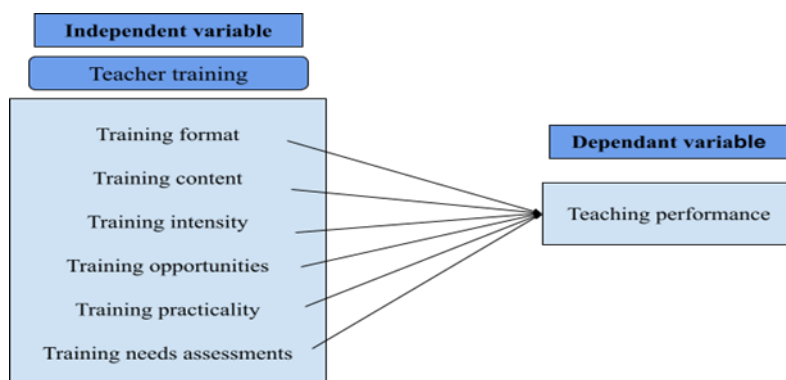 Independent variable
Teacher training
Training format
Training content
Training intensity
Training opportunities
Training practicality
Training needs assessments
Dependant variable
Teaching performance